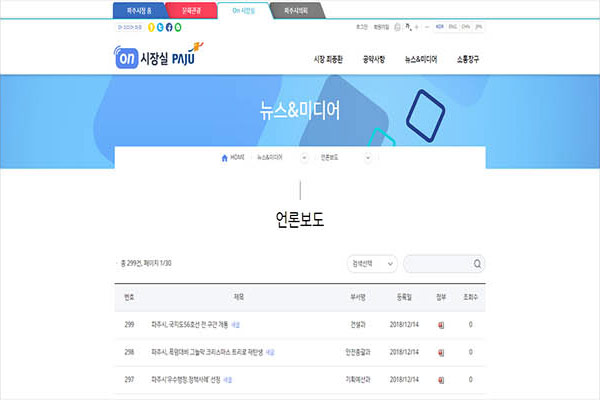 파주시청 홈 문화관광 On 시장실 파주시의회
로그인 회원가입 KOR ENG CHN JPN
on 시장실 PAJU
시장 최종환 공약사항 뉴스&미디어 소통창구
뉴스&미디어
HOME 뉴스&미디어 언론보도
언론보도
총 299건, 페이지 1/30
검색선택
번호 제목 부서명 등록일 첨부 조회수
299 파주시, 국지도56호선 전 구간 개통 새글 건설과 2018/12/14 0
298 파주시, 폭염대비 그늘막 크리스마스 트리로 재탄생 새글 안전총괄과 2018/12/14 0
297 파주시'우수행정.정책사례' 선정 새글 기획예산과 2018/12/14 0